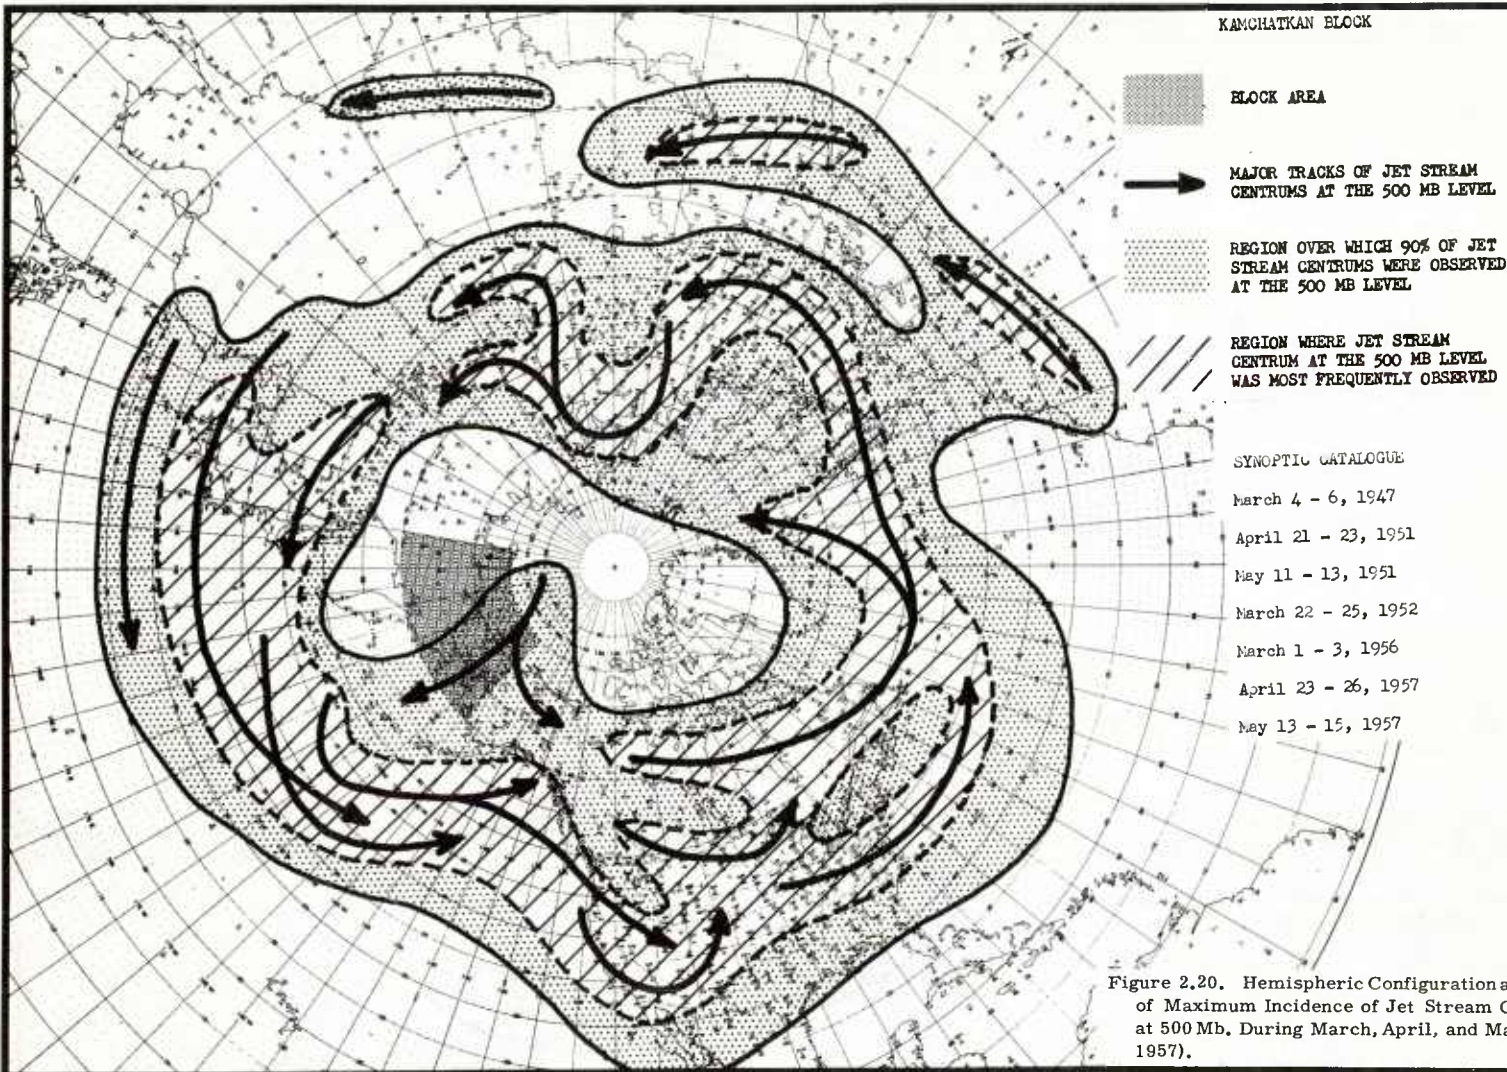 KAMCHATKAN BLOCK
BLOCK AREA
MAJOR TRACKS OF JET STREAM
CENTRUMS AT THE 500 MB LEVEL
REGION OVER WHICH 90% OF JET
STREAM CENTRUMS WERE OBSERVED
AT THE 500 MB LEVEL
REGION WHERE JET STREAM
CENTRUM AT THE 500 MB LEVEL
WAS MOST FREQUENTLY OBSERVED
SYNOPTIC CATALOGUE
March 4 - 6, 1947
April 21 - 23, 1951
May 11 - 13, 1951
March 22 - 25, 1952
March 1 - 3, 1956
April 23 - 26, 1957
May 13 - 15, 1957
Figure 2.20. Hemispheric Configuration
of Maximum Incidence of Jet Stream
at 500 Mb. During March, April, and
1957).